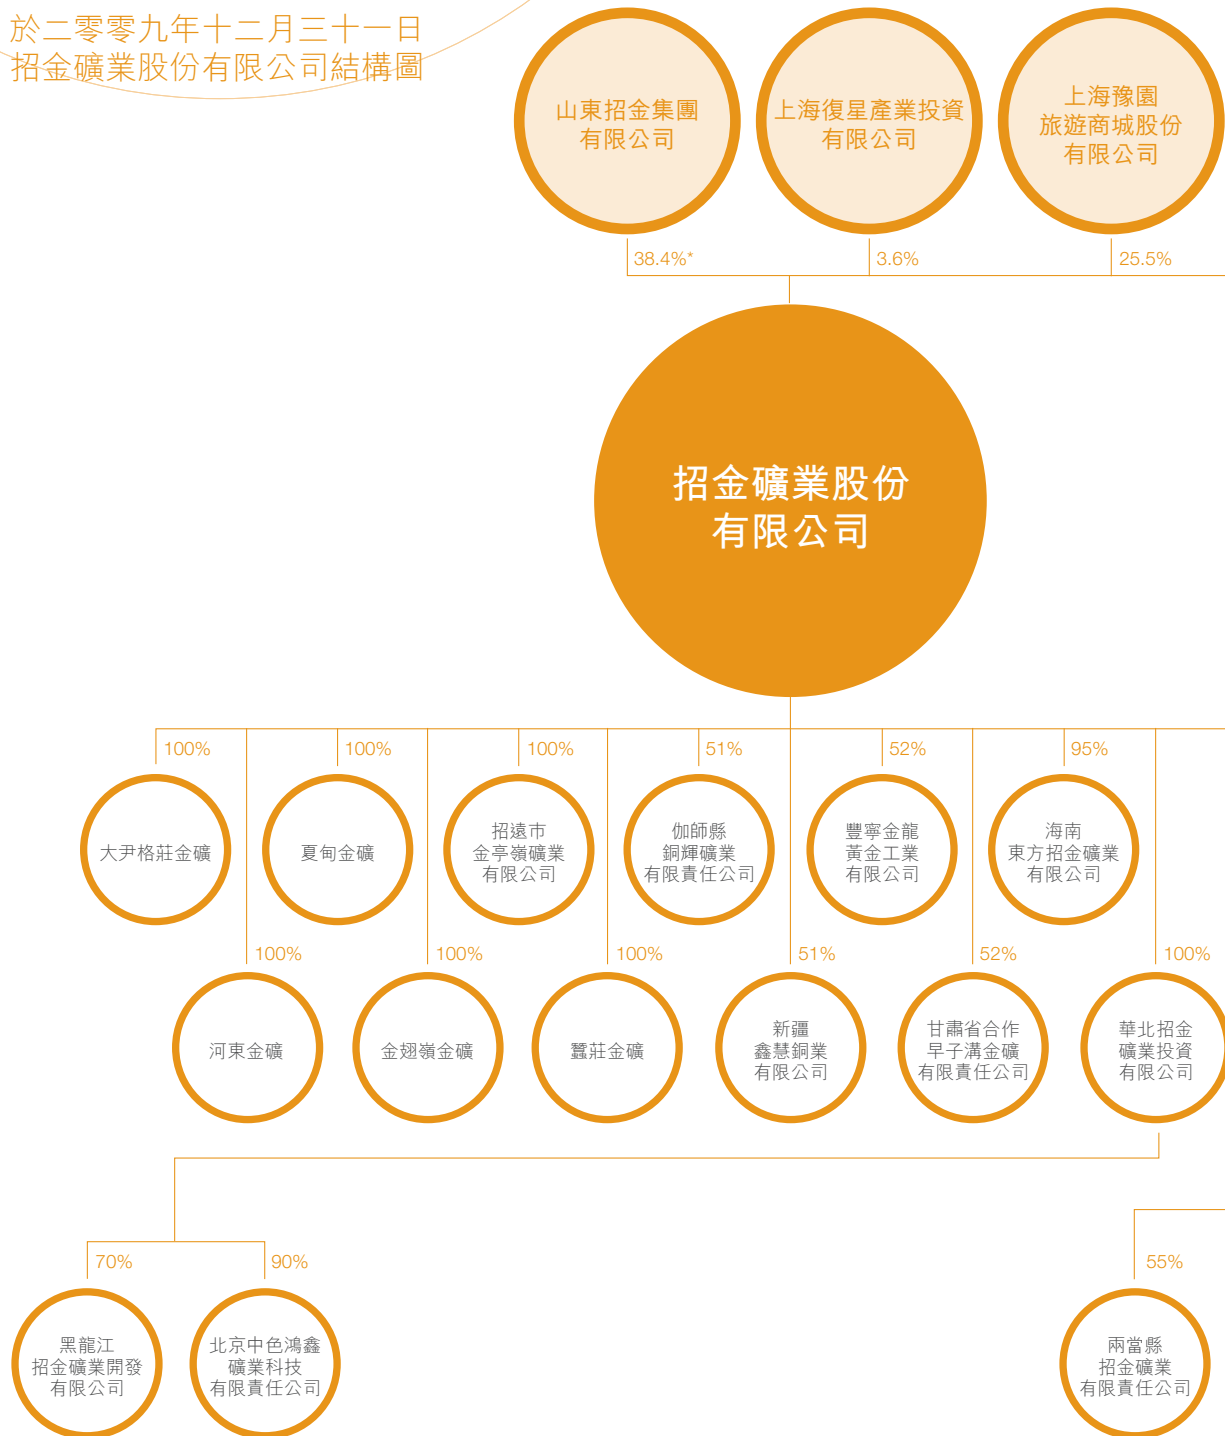 於二零零九年十二月三十一日
招金礦業股份有限公司結構圖
山東招金集團
有限公司
上海復星產業投資
有限公司
上海豫園
旅遊商城股份
有限公司
38.4%*
3.6%
25.5%
招金礦業股份
有限公司
100%
100%
100%
51%
52%
95%
大尹格莊金礦
夏甸金礦
招遠市
金亭嶺礦業
有限公司
伽師縣
銅輝礦業
有限責任公司
豐寧金龍
黃金工業
有限公司
海南
東方招金礦業
有限公司
100%
100%
100%
51%
52%
100%
河東金礦
金翅嶺金礦
蠶莊金礦
新疆
鑫慧銅業
有限公司
甘肅省合作
早子溝金礦
有限責任公司
華北招金
礦業投資
有限公司
70%
90%
55%
黑龍江
招金礦業開發
有限公司
北京中色鴻鑫
礦業科技
有限責任公司
兩當縣
招金礦業
有限責任公司